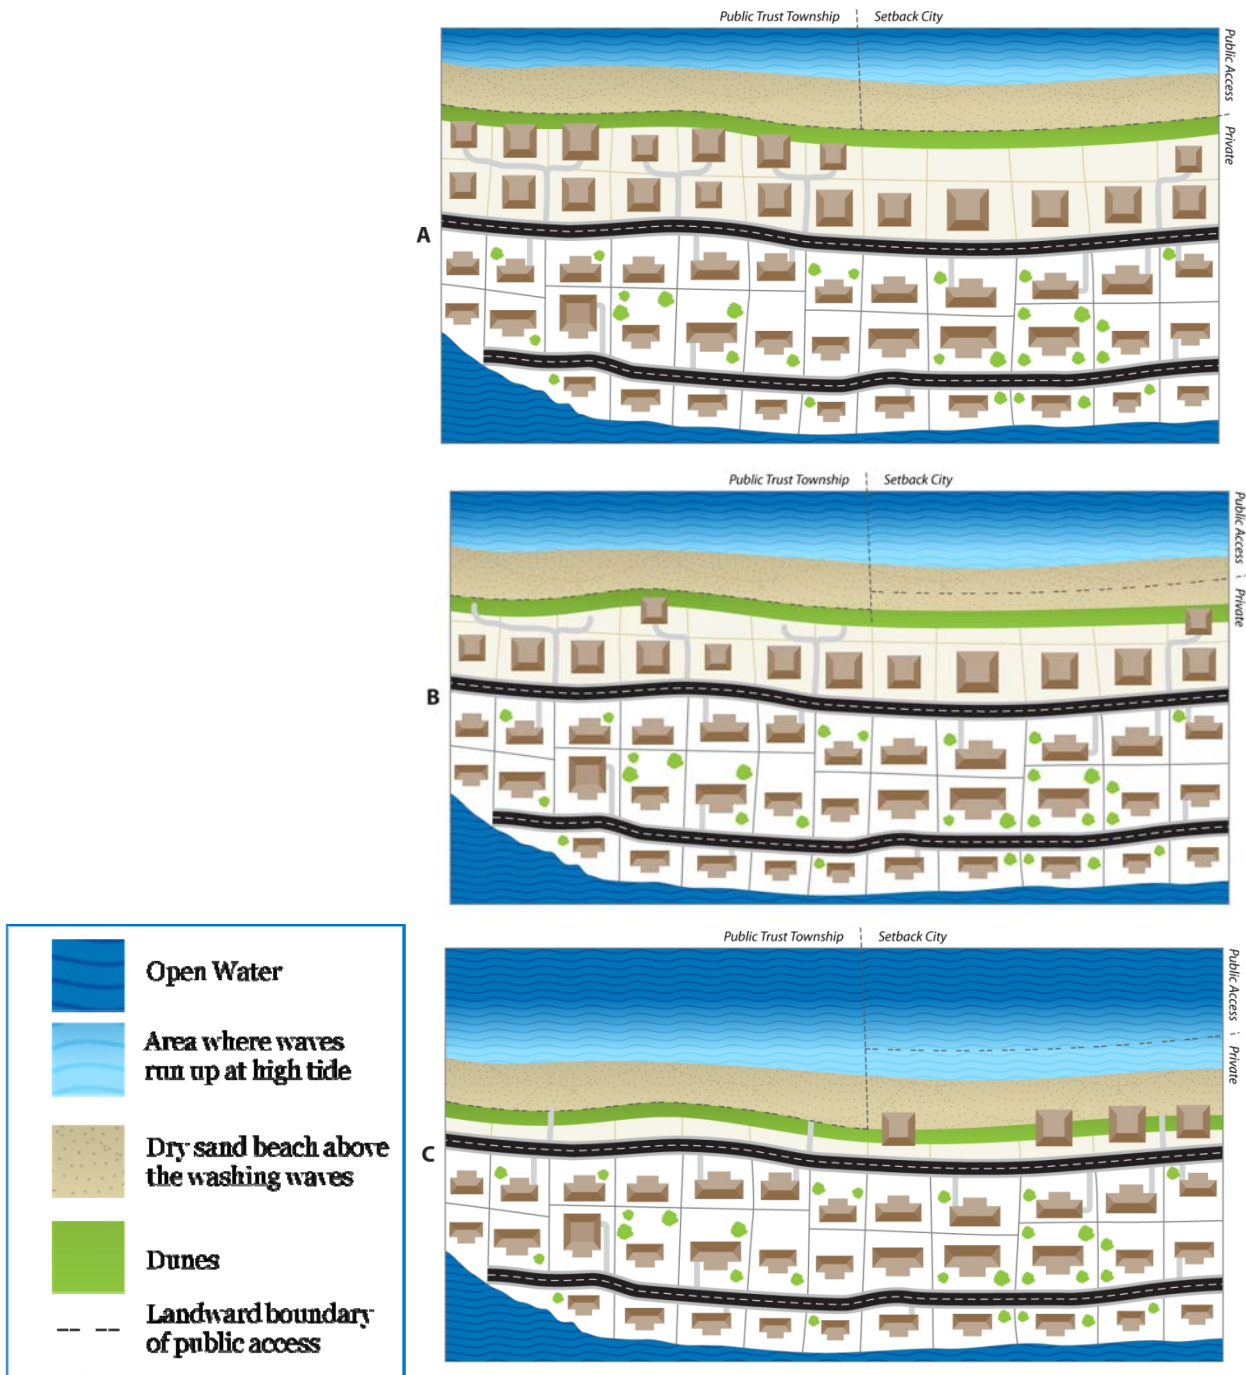 Public Trust Township Setback City
Public Access
Private
A
Public Trust Township Setback City
Public Access
Private
B
Public Trust Township Setback City
Public Access
Private
C
Open Water
Area where waves
run up at high tide
Dry sand beach above
the washing waves
Dunes
Landward boundary
of public access